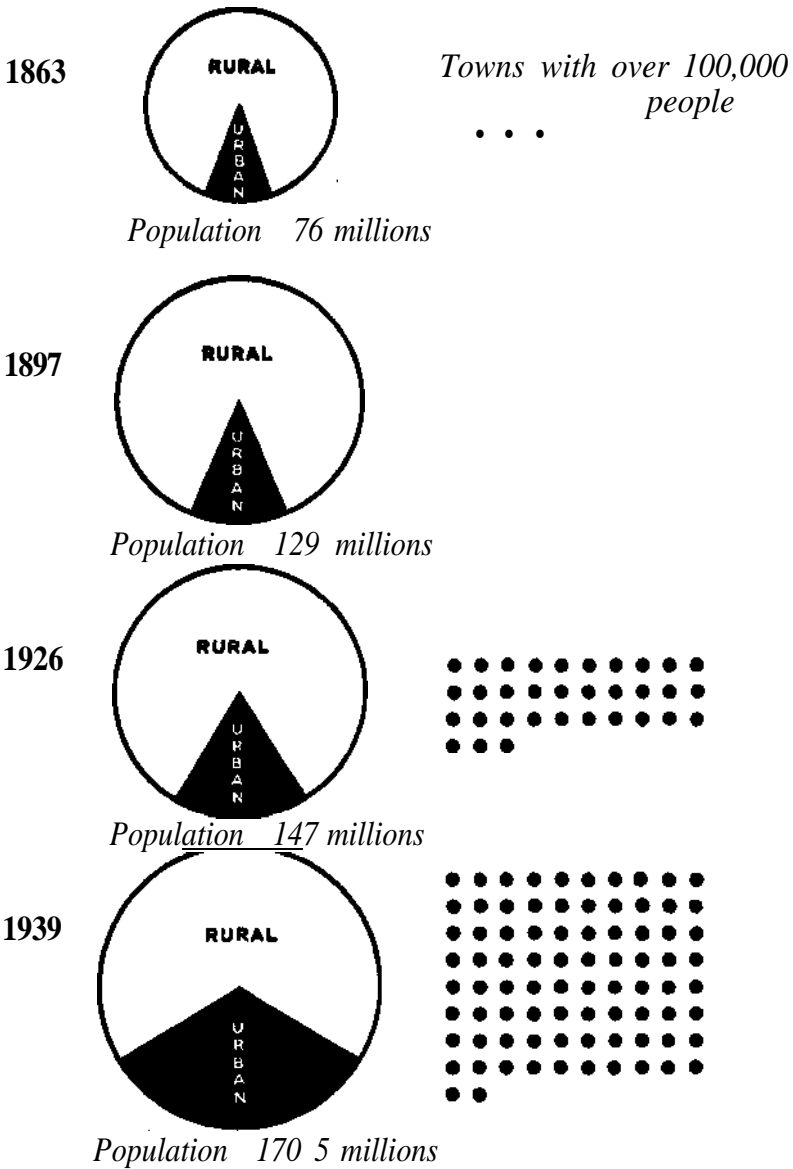 1863
RURAL
URBAN
Towns with over 100,000
people
Population 76 millions
1897
RURAL
URBAN
Population 129 millions
1926
RURAL
URBAN
Population 147 millions
1939
RURAL
URBAN
Population 170 5 millions